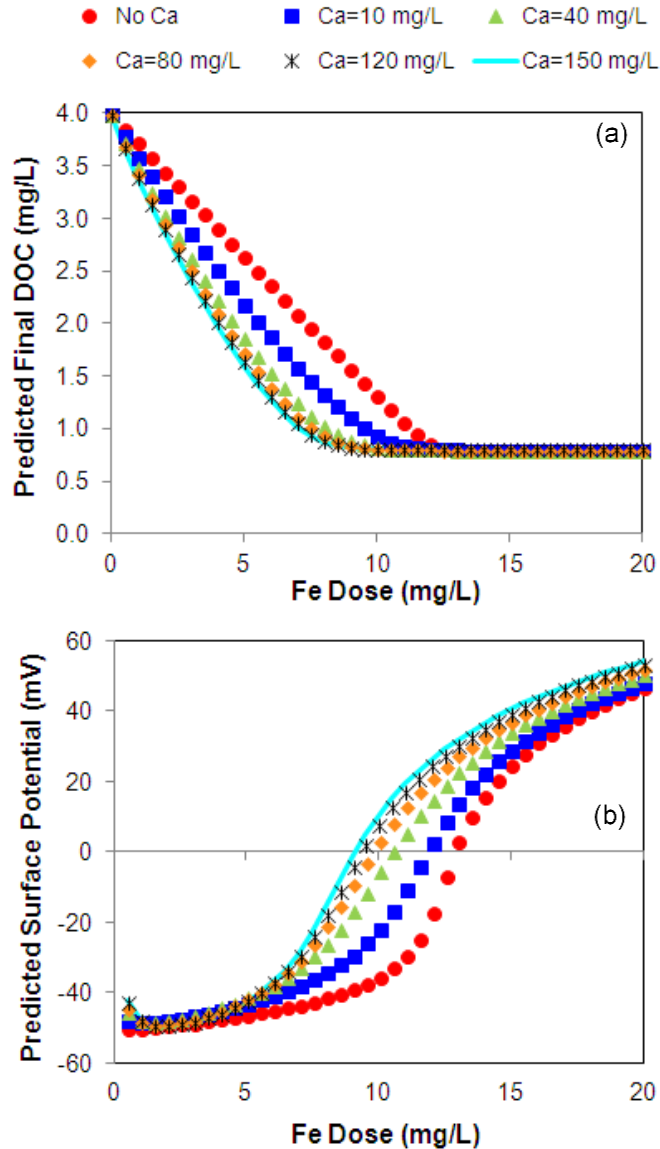 No Ca Ca=10 mg/L Ca=40 mg/L
Ca=80 mg/L Ca=120 mg/L Ca=150 mg/L
(a)
Predicted Final DOC (mg/L)
4.0
3.5
3.0
2.5
2.0
1.5
1.0
0.5
0.0
0 5 10 15 20
Fe Dose (mg/L)
(b)
Predicted Surface Potential (mV)
60
40
20
0
-20
-40
-60
0 5 10 15 20
Fe Dose (mg/L)